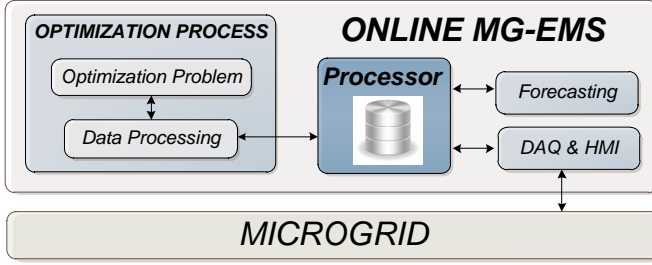 OPTIMIZATION PROCESS
Optimization Problem
Data Processing
ONLINE MG-EMS
Processor
Forecasting
DAQ & HMI
MICROGRID